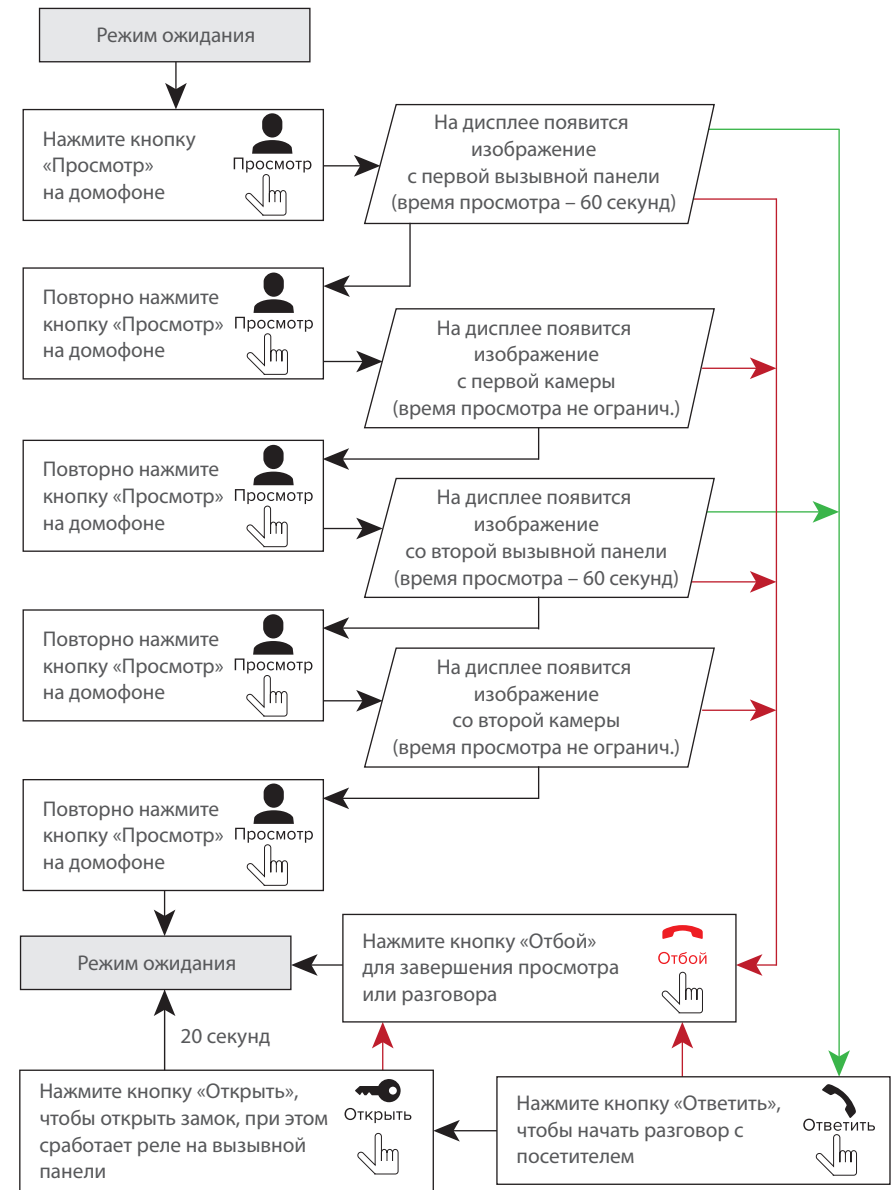 Режим ожидания
Нажмите кнопку
«Просмотр»
на домофоне
Просмотр
На дисплее появится
изображение
с первой вызывной панели
(время просмотра – 60 секунд)
Повторно нажмите
кнопку «Просмотр»
на домофоне
Просмотр
На дисплее появится
изображение
с первой камеры
(время просмотра не огранич.)
Повторно нажмите
кнопку «Просмотр»
на домофоне
Просмотр
На дисплее появится
изображение
со второй вызывной панели
(время просмотра – 60 секунд)
Повторно нажмите
кнопку «Просмотр»
на домофоне
Просмотр
На дисплее появится
изображение
со второй камеры
(время просмотра не огранич.)
Повторно нажмите
кнопку «Просмотр»
на домофоне
Просмотр
Режим ожидания
Нажмите кнопку «Отбой»
для завершения просмотра
или разговора
Отбой
20 секунд
Нажмите кнопку «Открыть»,
чтобы открыть замок, при этом
сработает реле на вызывной
панели
Открыть
Нажмите кнопку «Ответить»,
чтобы начать разговор с
посетителем
Ответить